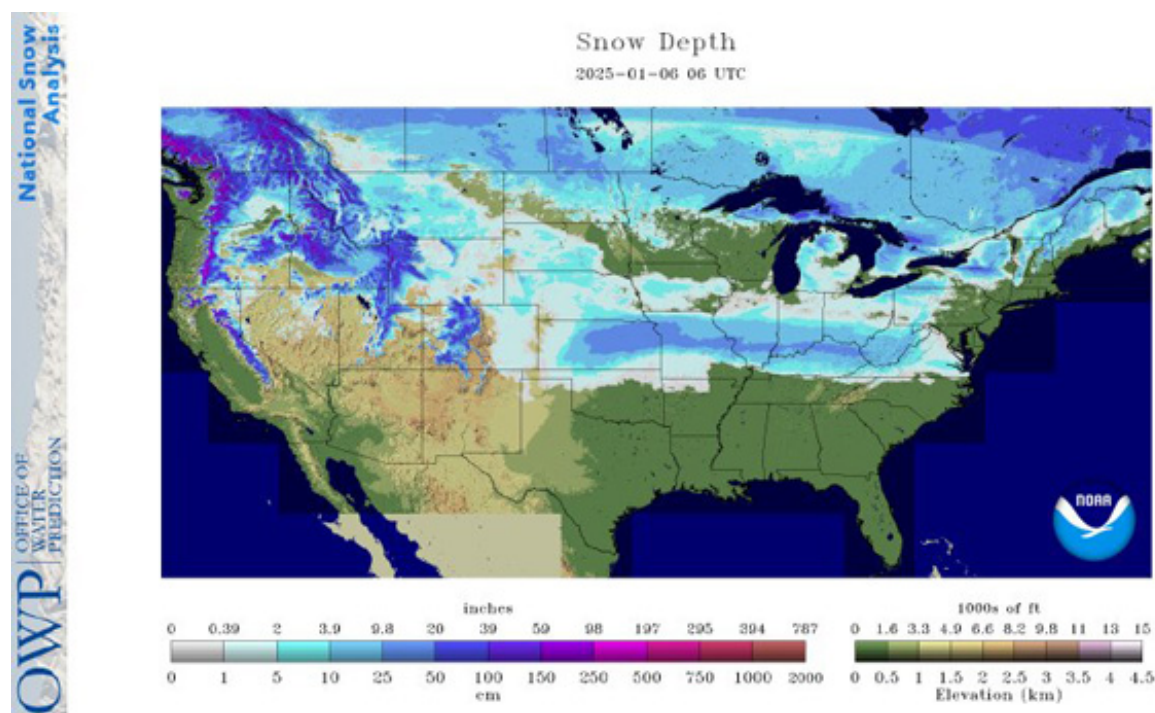 National Snow
Analysis
OWP
OFFICE OF
WATER
PREDICTION
Snow Depth
2025-01-06 06 UTC
NOAA
inches
0 0.39 2 3.9 9.8 20 39 59 98 197 295 394 787
0 1 5 10 25 50 100 150 250 500 750 1000 2000
cm
1000s of ft
0 1.6 3.3 4.9 6.6 8.2 9.8 11 13 15
0 0.5 1 1.5 2 2.5 3 3.5 4 4.5
Elevation (km)